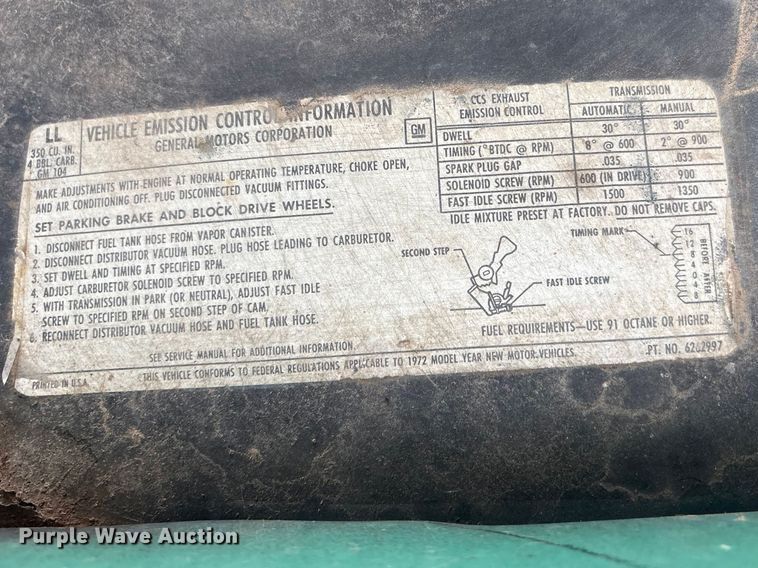 LL
350 CU. IN.
4 BBL. CARB.
GM 104
VEHICLE EMISSION CONTROL INFORMATION
GENERAL MOTORS CORPORATION
GM
MAKE ADJUSTMENTS WITH ENGINE AT NORMAL OPERATING TEMPERATURE, CHOKE OPEN,
AND AIR CONDITIONING OFF. PLUG DISCONNECTED VACUUM FITTINGS.
SET PARKING BRAKE AND BLOCK DRIVE WHEELS.
1. DISCONNECT FUEL TANK HOSE FROM VAPOR CANISTER.
2. DISCONNECT DISTRIBUTOR VACUUM HOSE. PLUG HOSE LEADING TO CARBURETOR.
3. SET DWELL AND TIMING AT SPECIFIED RPM.
4. ADJUST CARBURETOR SOLENOID SCREW TO SPECIFIED RPM.
5. WITH TRANSMISSION IN PARK (OR NEUTRAL), ADJUST FAST IDLE
SCREW TO SPECIFIED RPM ON SECOND STEP OF CAM.
6. RECONNECT DISTRIBUTOR VACUUM HOSE AND FUEL TANK HOSE.
SEE SERVICE MANUAL FOR ADDITIONAL INFORMATION.
PRINTED IN U.S.A.
THIS VEHICLE CONFORMS TO FEDERAL REGULATIONS APPLICABLE TO 1972 MODEL YEAR NEW MOTOR VEHICLES.
CCS EXHAUST
EMISSION CONTROL
TRANSMISSION
AUTOMATIC MANUAL
DWELL 30° 30°
TIMING (°BTDC @ RPM) 8° @ 600 2° @ 900
SPARK PLUG GAP .035 .035
SOLENOID SCREW (RPM) 600 (IN DRIVE) 900
FAST IDLE SCREW (RPM) 1500 1350
IDLE MIXTURE PRESET AT FACTORY. DO NOT REMOVE CAPS.
SECOND STEP
FAST IDLE SCREW
TIMING MARK
16
12
8
4
0
4
8
BEFORE
AFTER
FUEL REQUIREMENTS—USE 91 OCTANE OR HIGHER.
PT. NO. 6262997
Purple Wave Auction